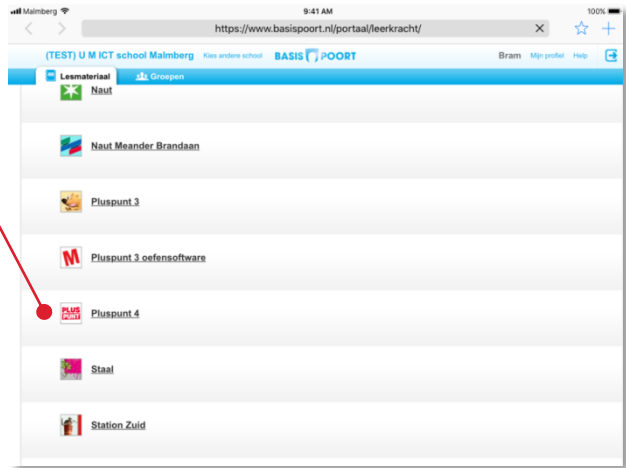 Malmberg 9:41 AM 100%
https://www.basispoort.nl/portaal/leerkracht/
(TEST) U M ICT school Malmberg Kies andere school BASIS POORT Bram Mijn profiel Help
Lesmateriaal Groepen
Naut
Naut Meander Brandaan
Pluspunt 3
Pluspunt 3 oefensoftware
PLUS
PUNT
Pluspunt 4
Staal
Station Zuid